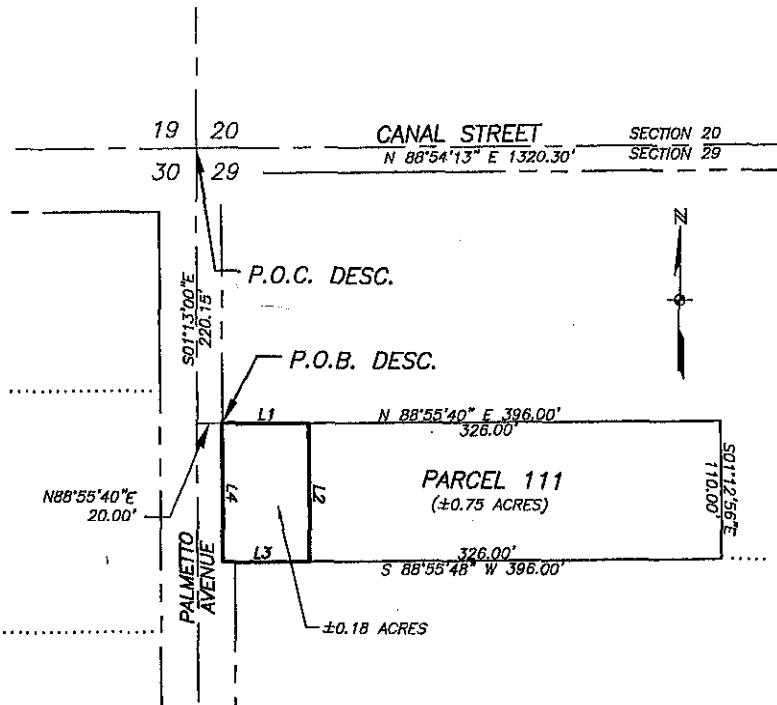 19 20
CANAL STREET
SECTION 20
N 88°54'13" E 1320.30'
SECTION 29
30 29
N
P.O.C. DESC.
S01°13'00"E
220.15'
P.O.B. DESC.
L1
N 88°55'40" E 396.00'
326.00'
N88°55'40"E
20.00'
L4
L2
PARCEL 111
(±0.75 ACRES)
S01°12'56"E
110.00'
L3
326.00'
S 88°55'48" W 396.00'
PALMETTO
AVENUE
±0.18 ACRES